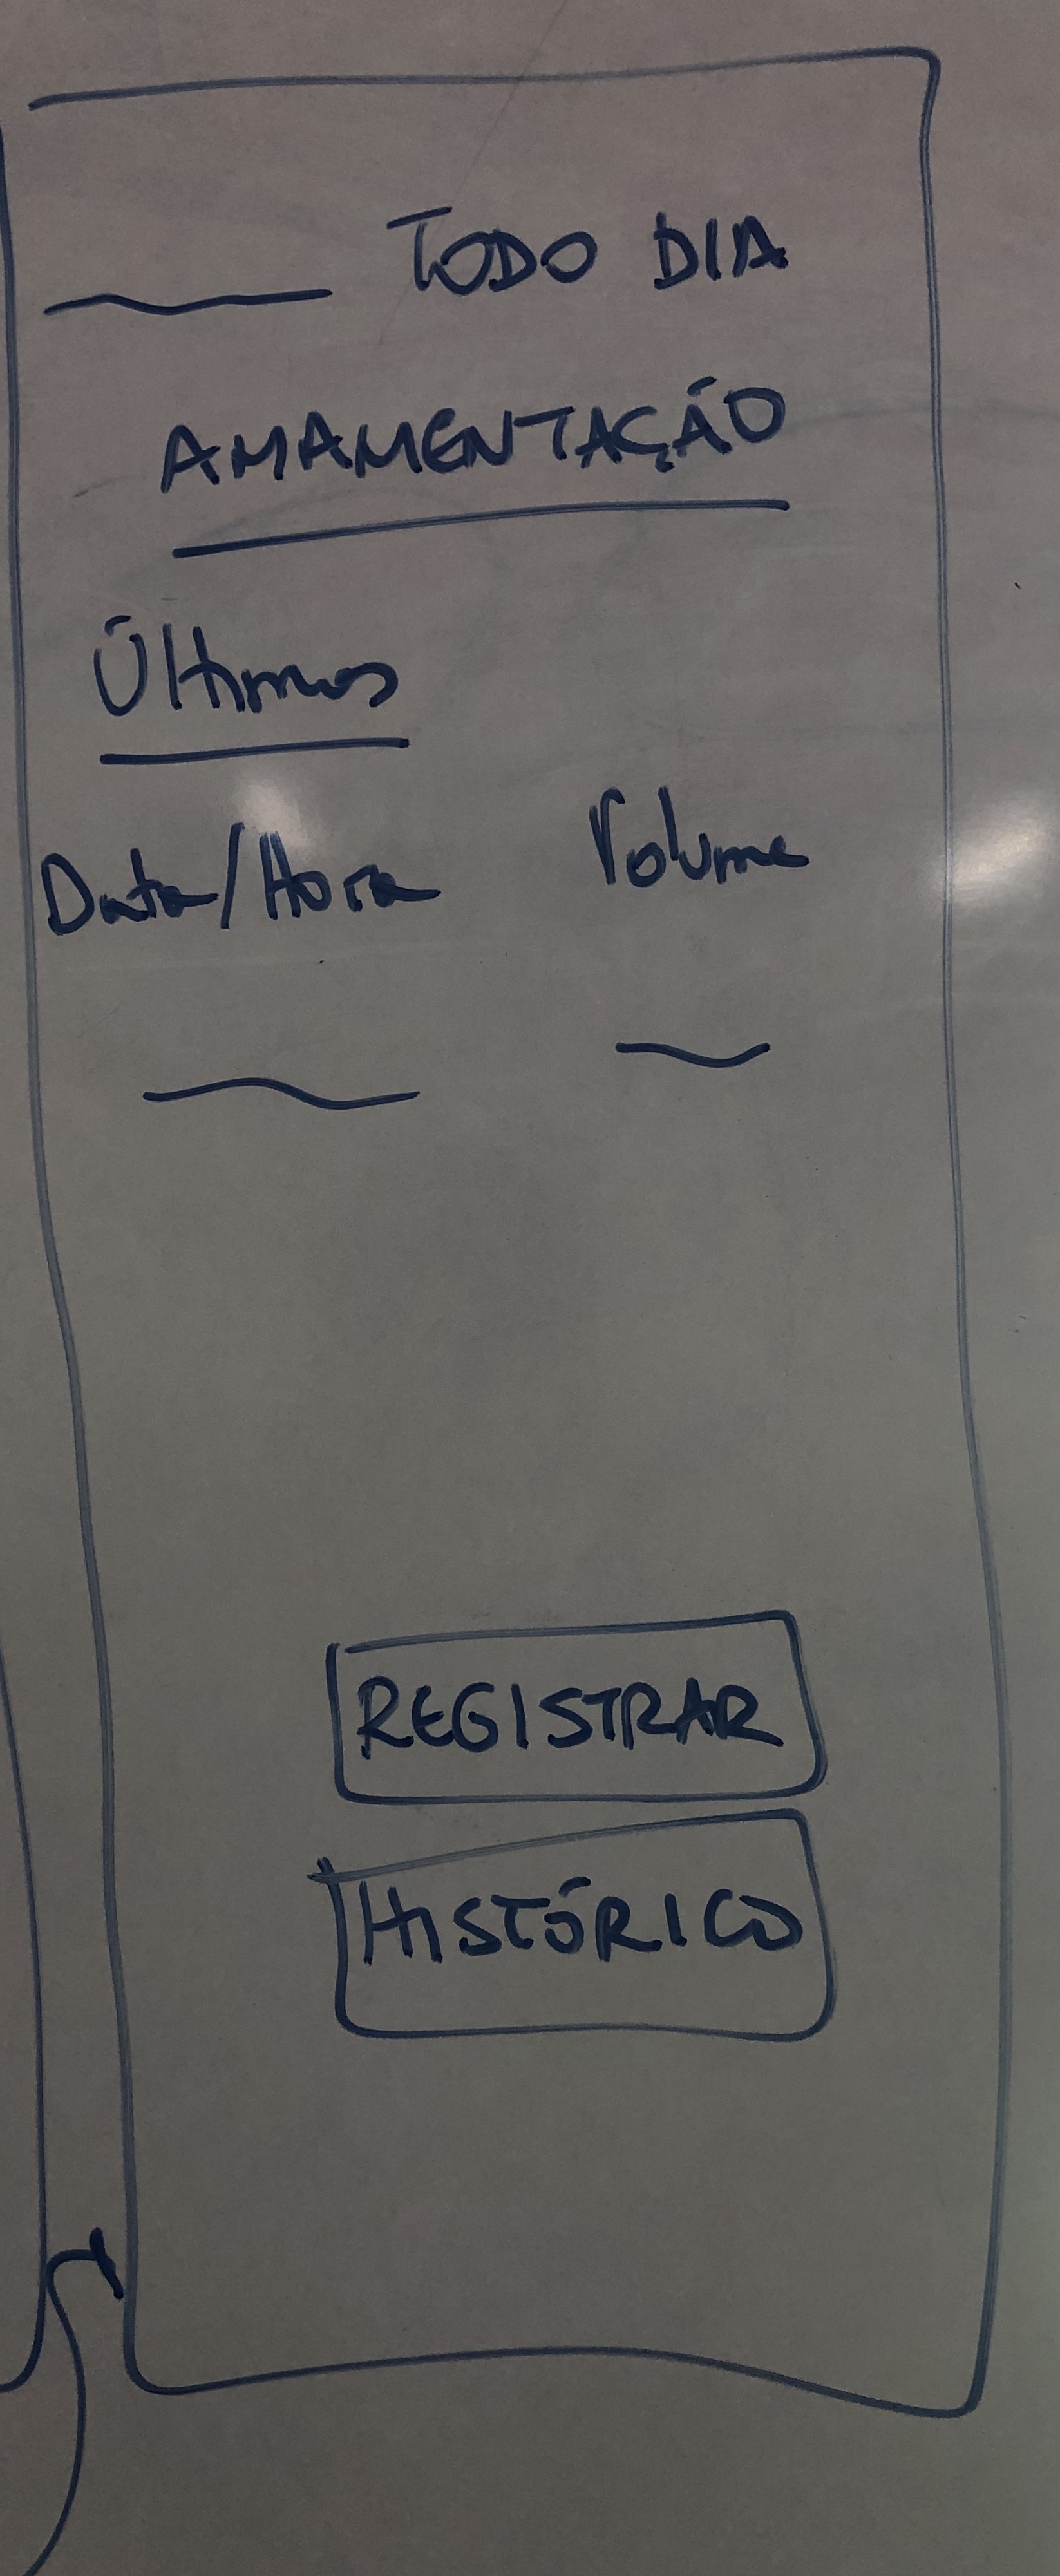 TODO DIA
AMAMENTAÇÃO
Últimos
Data/Hora Volume
REGISTRAR
HISTÓRICO